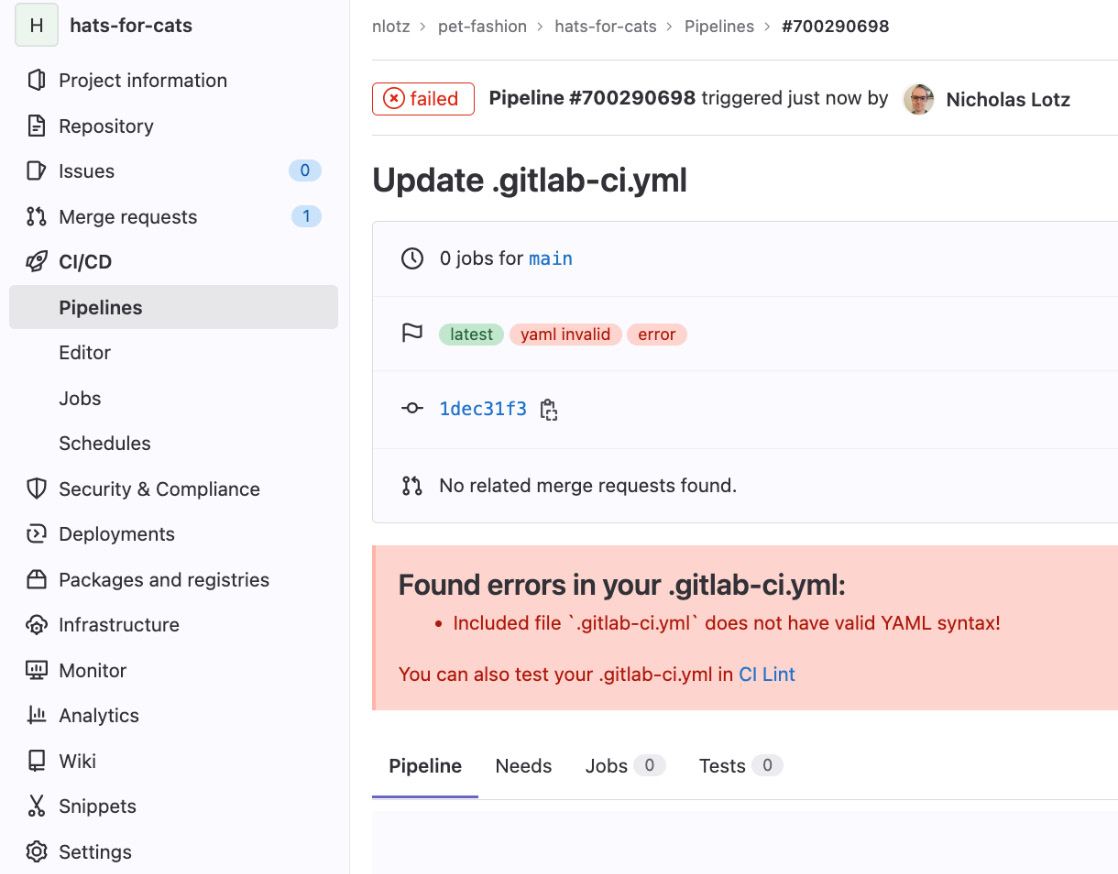 H hats-for-cats
Project information
Repository
Issues 0
Merge requests 1
CI/CD
Pipelines
Editor
Jobs
Schedules
Security & Compliance
Deployments
Packages and registries
Infrastructure
Monitor
Analytics
Wiki
Snippets
Settings
nlotz > pet-fashion > hats-for-cats > Pipelines > #700290698
failed Pipeline #700290698 triggered just now by Nicholas Lotz
Update .gitlab-ci.yml
0 jobs for main
latest yaml invalid error
1dec31f3
No related merge requests found.
Found errors in your .gitlab-ci.yml:
• Included file `.gitlab-ci.yml` does not have valid YAML syntax!
You can also test your .gitlab-ci.yml in CI Lint
Pipeline Needs Jobs 0 Tests 0